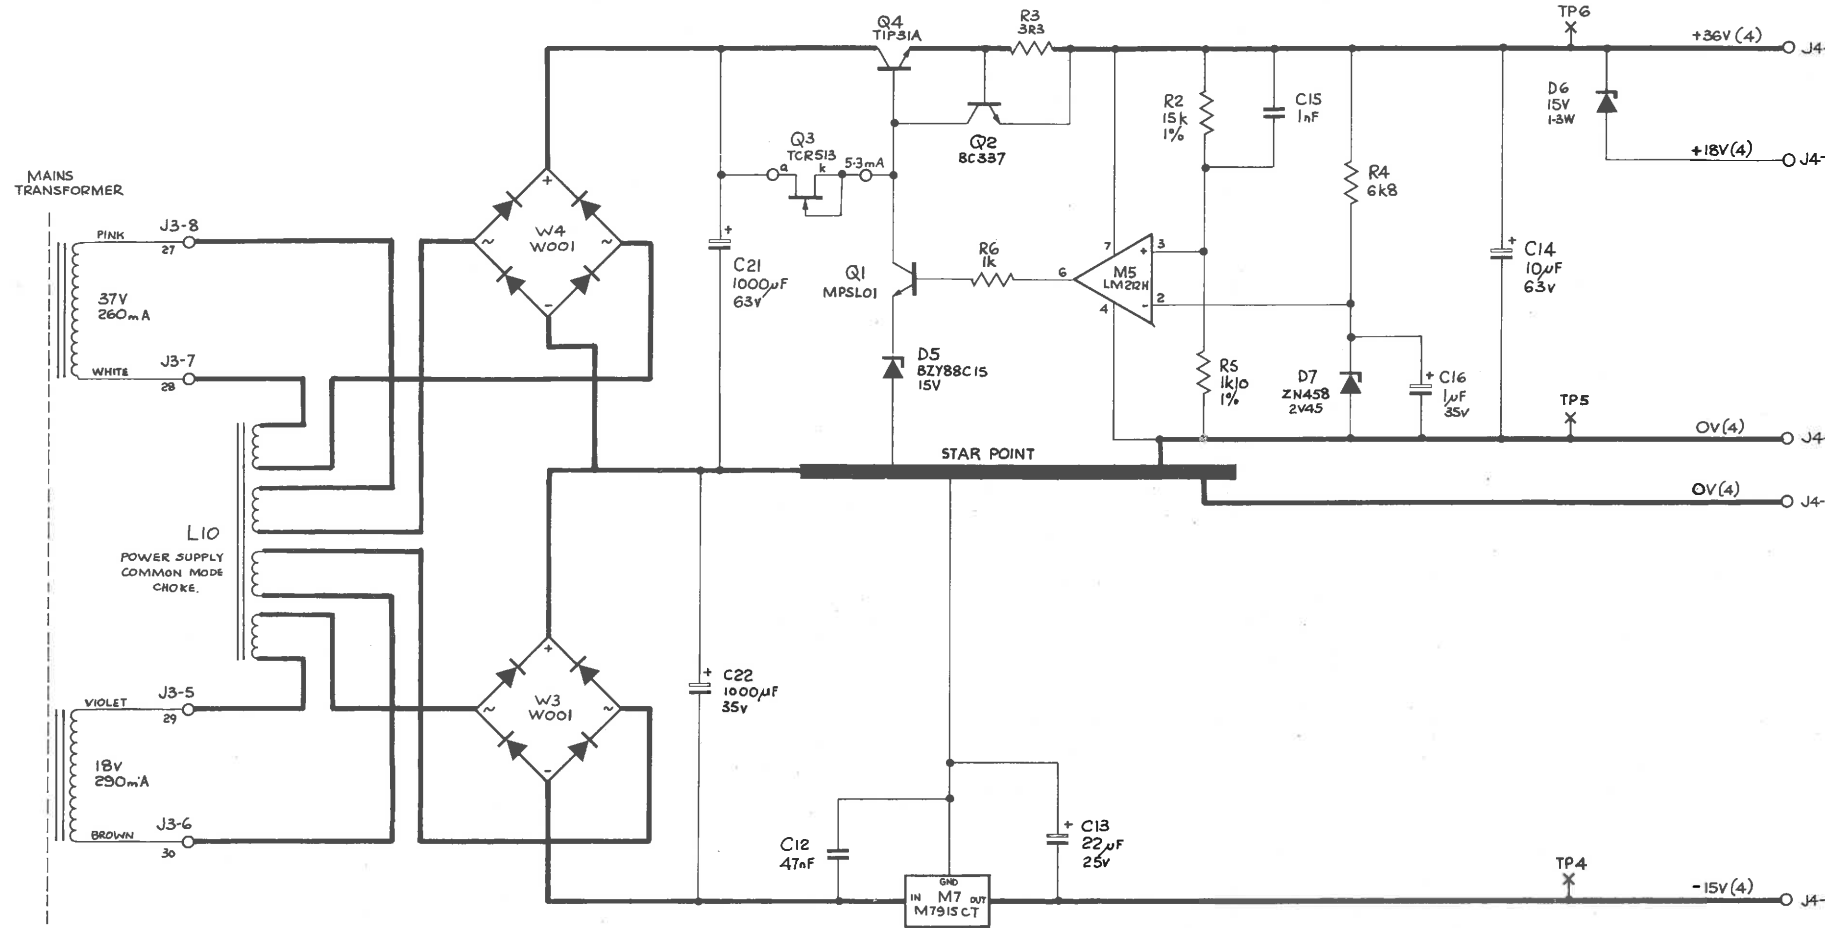 Q4
TIP31A
R3
3R3
TP6
+36V(4)
J4-
D6
15V
1·3W
+18V(4)
J4-
R2
15k
1%
C15
1nF
Q2
BC337
Q3
TCR513
a
k
5·3mA
R4
6k8
MAINS
TRANSFORMER
PINK
J3-8
27
37V
260mA
WHITE
J3-7
28
+
~
W4
W001
~
-
+
C21
1000µF
63V
Q1
MPSL01
R6
1k
6
7
4
3
2
+
-
M5
LM212H
+
C14
10µF
63V
D5
BZY88C15
15V
R5
1k10
1%
D7
ZN458
2V45
+
C16
1µF
35V
TP5
0V(4)
J4-
STAR POINT
0V(4)
J4-
L10
POWER SUPPLY
COMMON MODE
CHOKE.
VIOLET
J3-5
29
18V
290mA
BROWN
J3-6
30
+
~
W3
W001
~
-
+
C22
1000µF
35V
C12
47nF
+
C13
22µF
25V
GND
IN
M7
OUT
M7915CT
TP4
-15V(4)
J4-